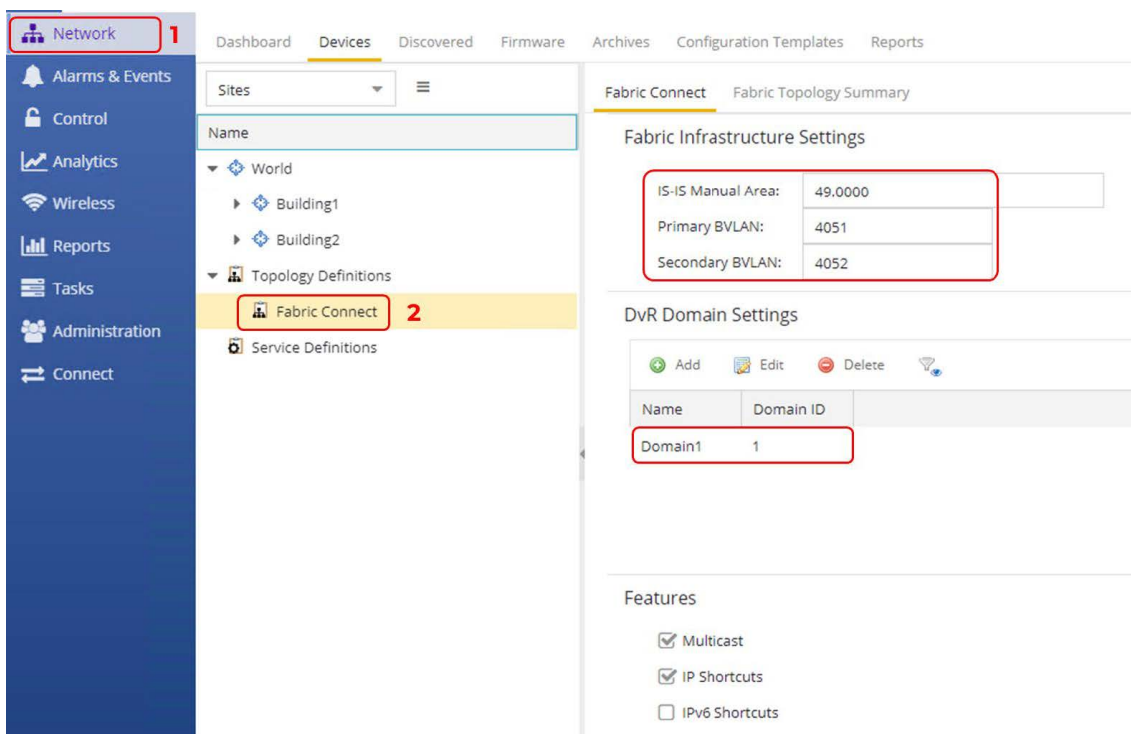 Network 1
Alarms & Events
Control
Analytics
Wireless
Reports
Tasks
Administration
Connect
Dashboard Devices Discovered Firmware Archives Configuration Templates Reports
Sites
Name
World
Building1
Building2
Topology Definitions
Fabric Connect 2
Service Definitions
Fabric Connect Fabric Topology Summary
Fabric Infrastructure Settings
IS-IS Manual Area: 49.0000
Primary BVLAN: 4051
Secondary BVLAN: 4052
DvR Domain Settings
Add Edit Delete
Name Domain ID
Domain1 1
Features
Multicast
IP Shortcuts
IPv6 Shortcuts